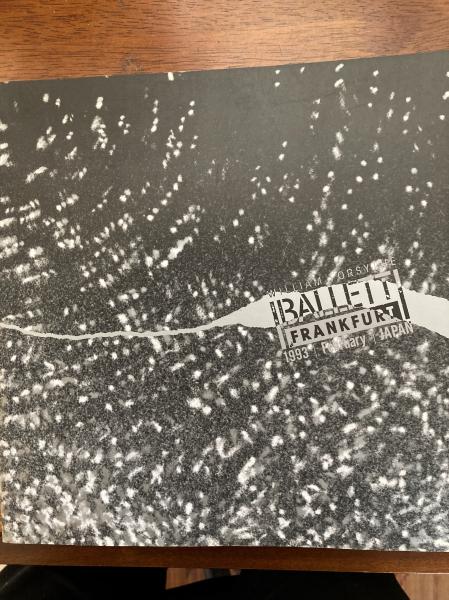 WILLIAM FORSYTHE
BALLETT
FRANKFURT
1993 February JAPAN